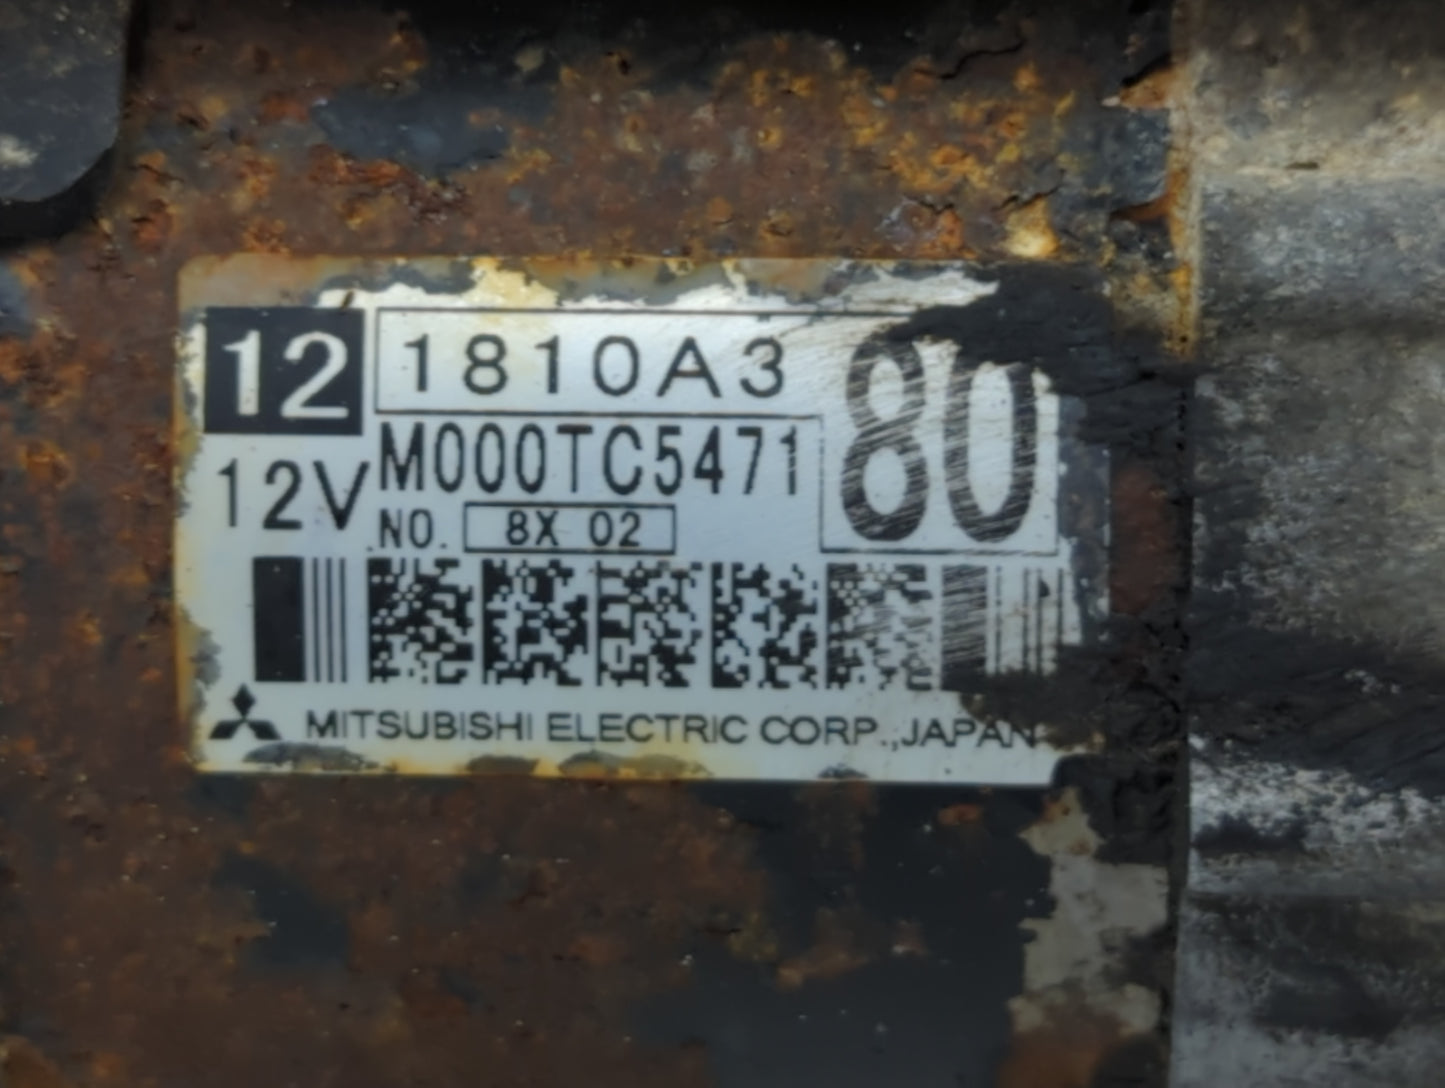 12 1810A3 80
12V M000TC5471
NO. 8X 02
MITSUBISHI ELECTRIC CORP.,JAPAN